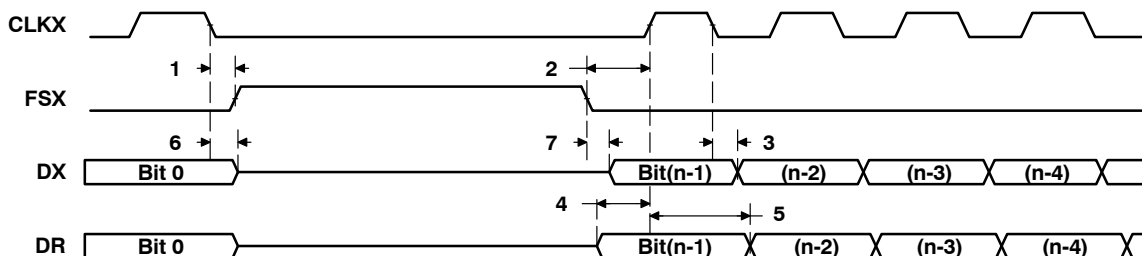 CLKX
1 2
FSX
6 7 3
DX Bit 0 Bit(n-1) (n-2) (n-3) (n-4)
4 5
DR Bit 0 Bit(n-1) (n-2) (n-3) (n-4)